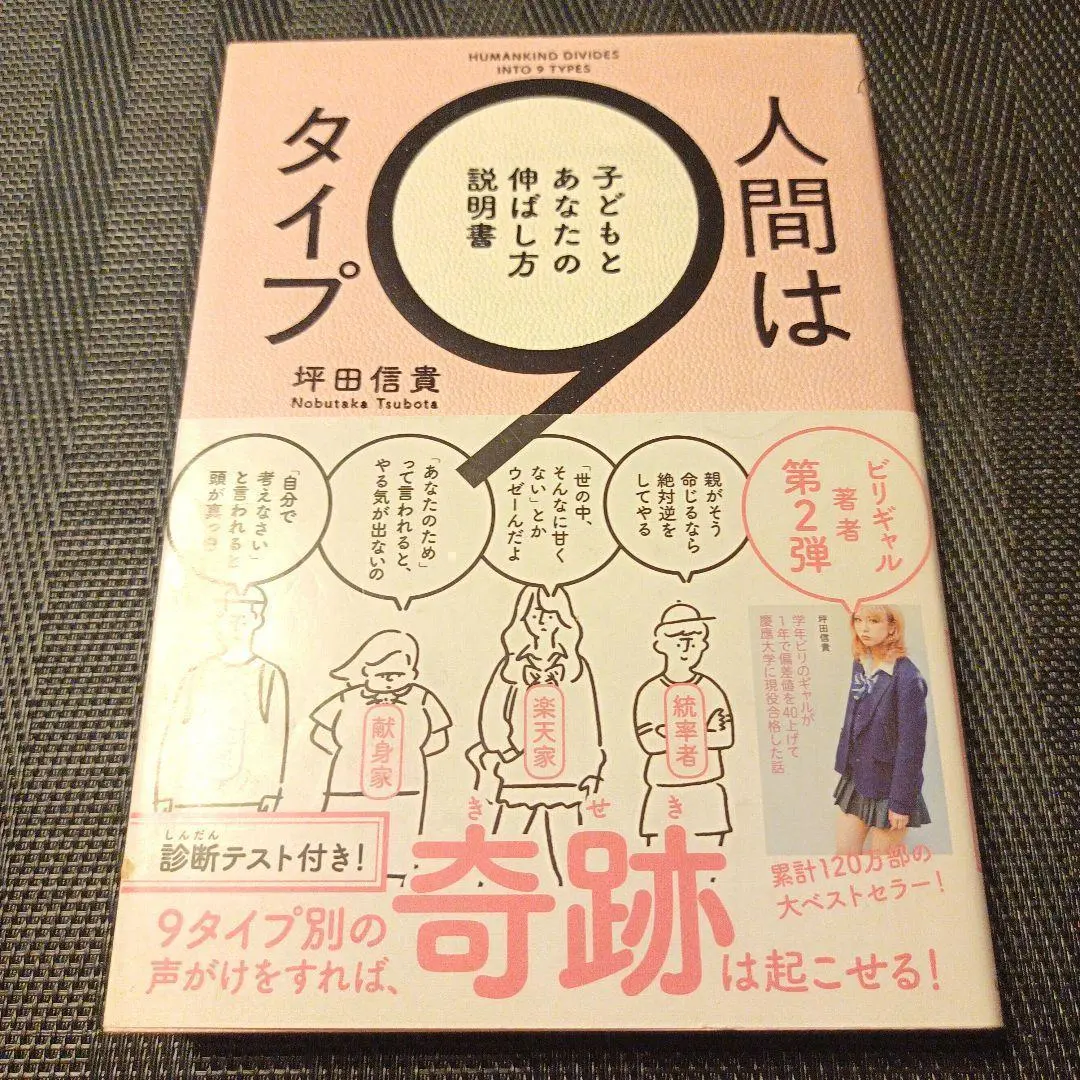 HUMANKIND DIVIDES
INTO 9 TYPES
人間は
9
タイプ
子どもと
あなたの
伸ばし方
説明書
坪田信貴
Nobutaka Tsubota
ビリギャル
著者
第2弾
親がそう
命じるなら
絶対逆を
してやる
「世の中、
そんなに甘く
ない」とか
ウゼーんだよ
「あなたのため」
って言われると、
やる気が出ないの
「自分で
考えなさい」
と言われると
頭が真っ
統率者
楽天家
献身家
坪田信貴
学年ビリのギャルが
1年で偏差値を40上げて
慶應大学に現役合格した話
累計120万部の
大ベストセラー!
しんだん
診断テスト付き!
9タイプ別の
声がけをすれば、
きせき
奇跡
は起こせる!